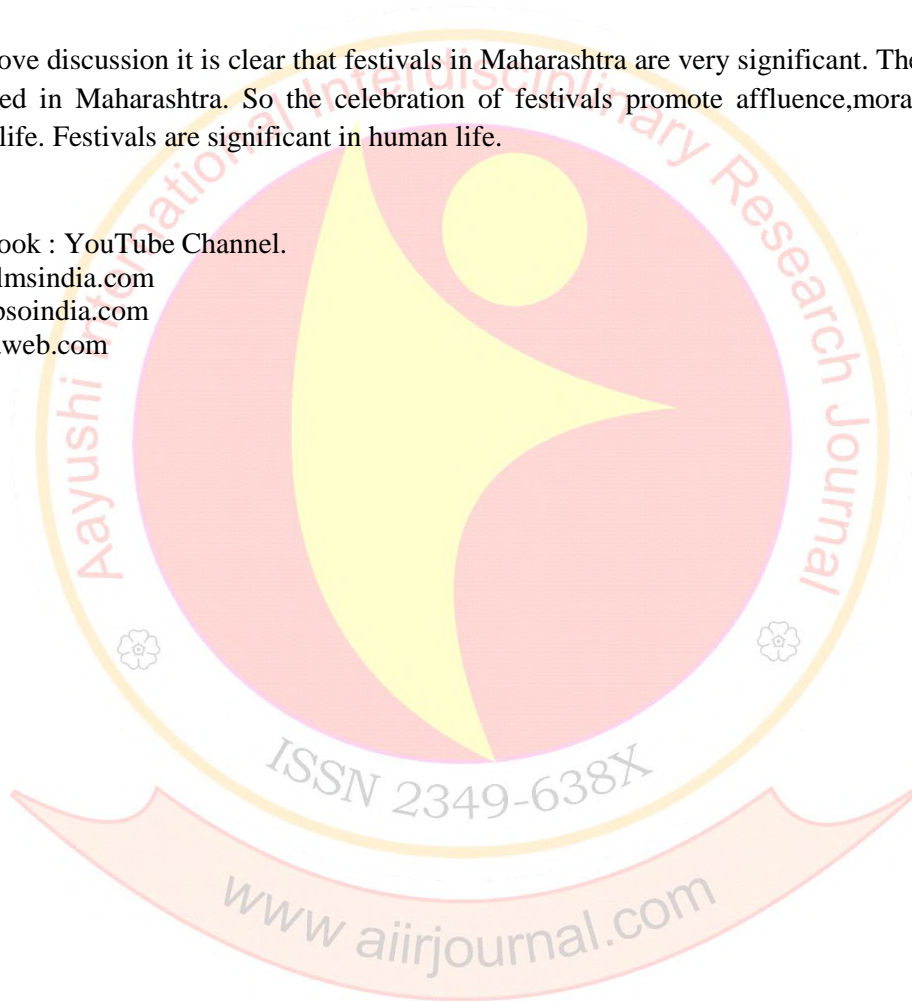 ove discussion it is clear that festivals in Maharashtra are very significant. The
ed in Maharashtra. So the celebration of festivals promote affluence,mora
life. Festivals are significant in human life.
ook : YouTube Channel.
lmsindia.com
osoindia.com
web.com
Aayushi International Interdisciplinary Research Journal
ISSN 2349-638X
www aiirjournal.com